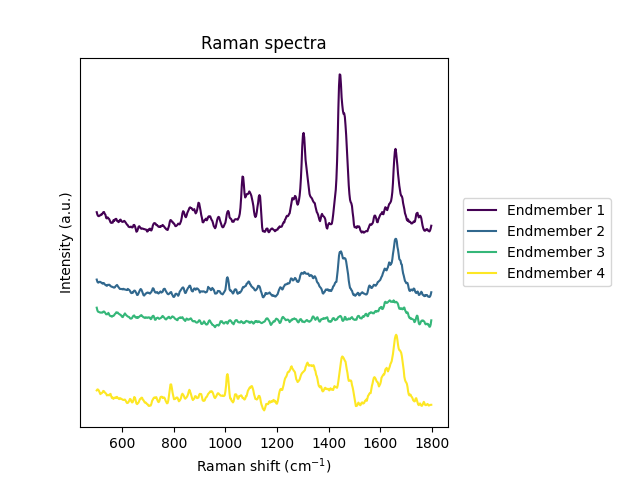 Raman spectra
Intensity (a.u.)
Endmember 1
Endmember 2
Endmember 3
Endmember 4
600 800 1000 1200 1400 1600 1800
Raman shift (cm⁻¹)